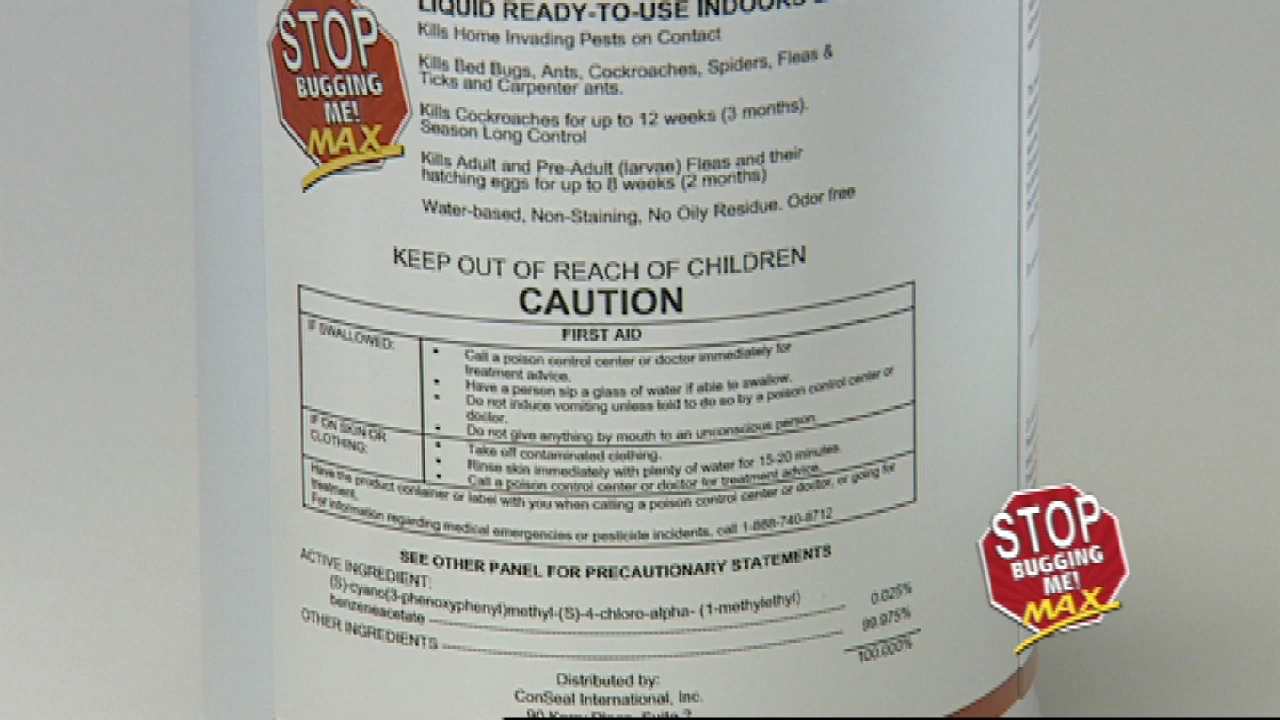 LIQUID READY-TO-USE INDOORS
STOP
BUGGING
ME!
MAX
Kills Home Invading Pests on Contact
Kills Bed Bugs, Ants, Cockroaches, Spiders, Fleas &
Ticks and Carpenter ants.
Kills Cockroaches for up to 12 weeks (3 months).
Season Long Control
Kills Adult and Pre-Adult (larvae) Fleas and their
hatching eggs for up to 8 weeks (2 months)
Water-based, Non-Staining, No Oily Residue. Odor free
KEEP OUT OF REACH OF CHILDREN
CAUTION
FIRST AID
IF SWALLOWED:
• Call a poison control center or doctor immediately for
treatment advice.
• Have a person sip a glass of water if able to swallow.
• Do not induce vomiting unless told to do so by a poison control center or
doctor.
• Do not give anything by mouth to an unconscious person.
IF ON SKIN OR
CLOTHING:
• Take off contaminated clothing.
• Rinse skin immediately with plenty of water for 15-20 minutes.
• Call a poison control center or doctor for treatment advice.
Have the product container or label with you when calling a poison control center or doctor, or going for
treatment.
For information regarding medical emergencies or pesticide incidents, call 1-888-740-8712
SEE OTHER PANEL FOR PRECAUTIONARY STATEMENTS
ACTIVE INGREDIENT:
(S)-cyano(3-phenoxyphenyl)methyl-(S)-4-chloro-alpha- (1-methylethyl)
benzeneacetate 0.025%
OTHER INGREDIENTS 99.975%
100.000%
Distributed by:
ConSeal International, Inc.
90 Kerry Place, Suite 2
STOP
BUGGING
ME!
MAX